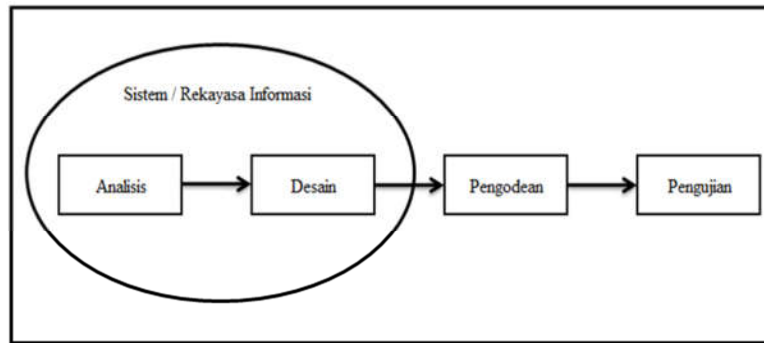 Sistem / Rekayasa Informasi
Analisis
Desain
Pengodean
Pengujian